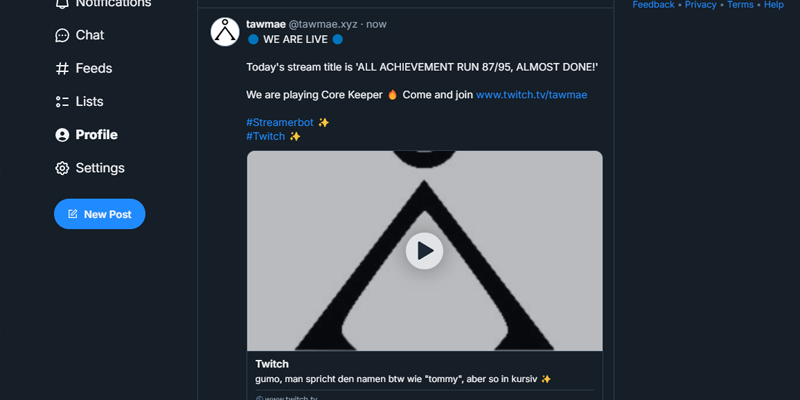 Notifications
Chat
Feeds
Lists
Profile
Settings
New Post
tawmae @tawmae.xyz · now
🔵 WE ARE LIVE 🔵
Today's stream title is 'ALL ACHIEVEMENT RUN 87/95, ALMOST DONE!'
We are playing Core Keeper 🔥 Come and join www.twitch.tv/tawmae
#Streamerbot ✨
#Twitch ✨
Twitch
gumo, man spricht den namen btw wie "tommy", aber so in kursiv ✨
www.twitch.tv
Feedback • Privacy • Terms • Help